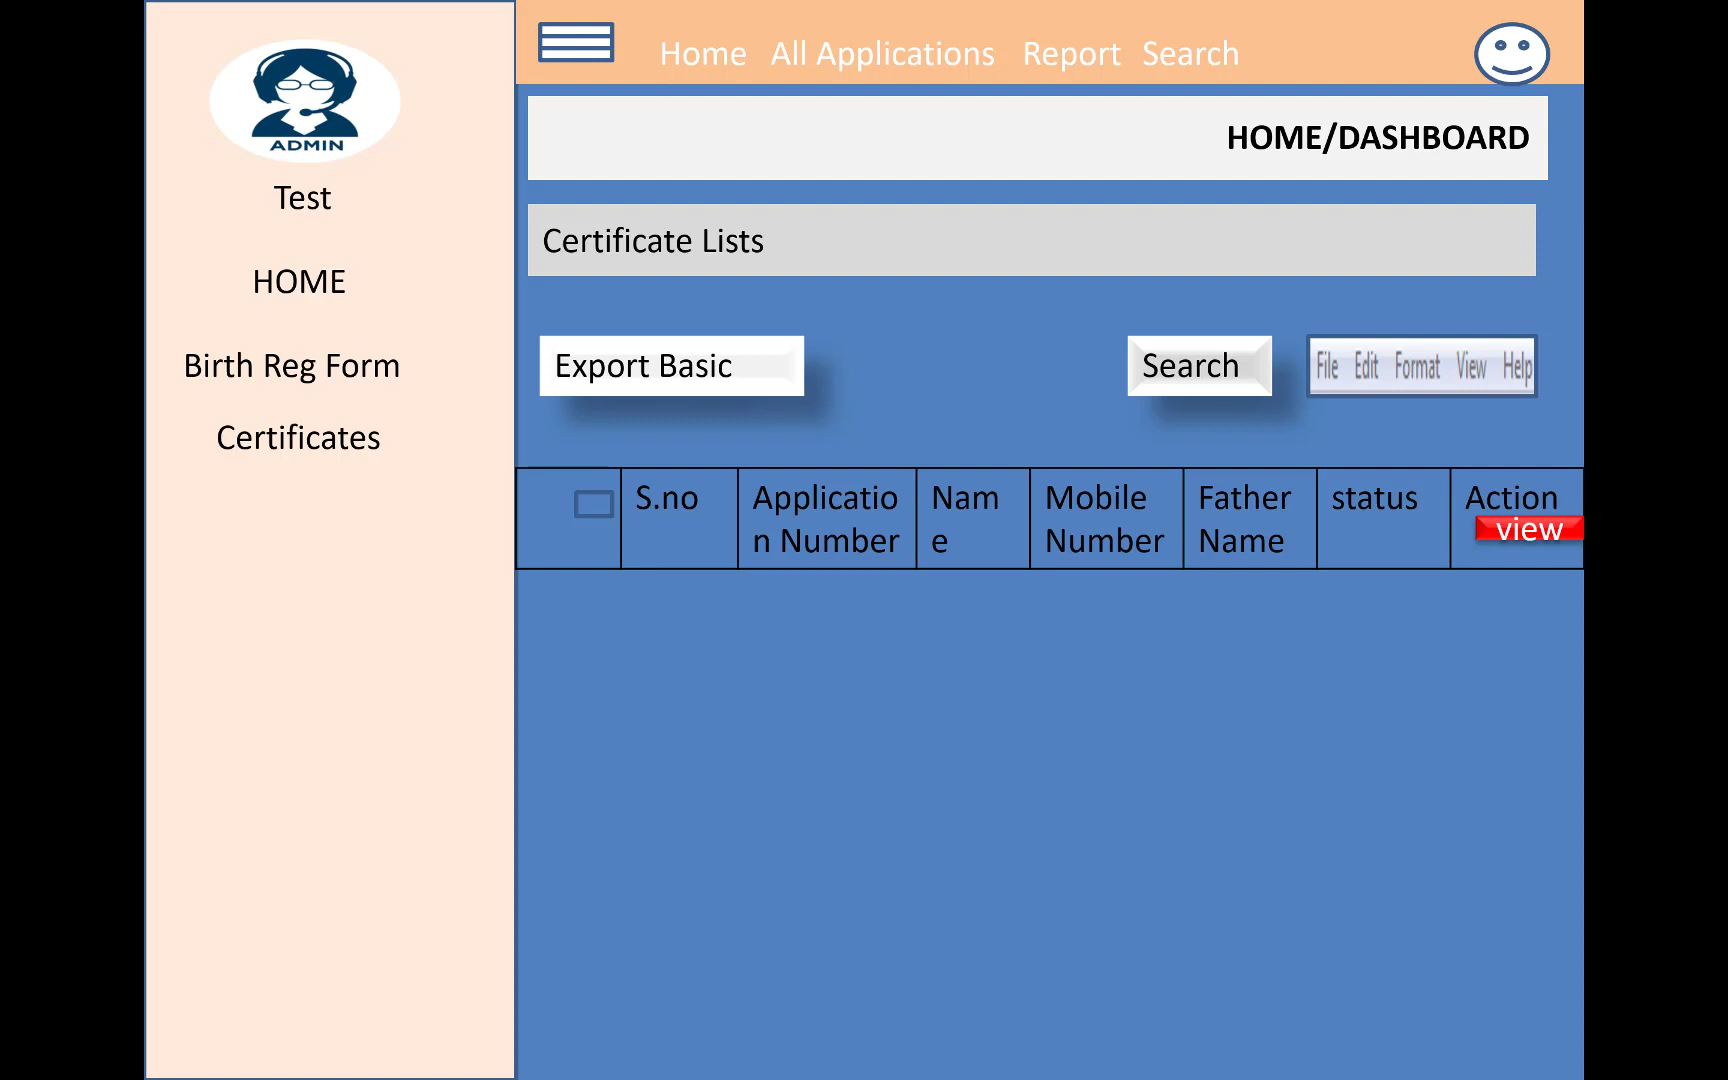 ADMIN
Test
HOME
Birth Reg Form
Certificates
Home All Applications Report Search
HOME/DASHBOARD
Certificate Lists
Export Basic
Search
File Edit Format View Help
S.no
Applicatio
n Number
Nam
e
Mobile
Number
Father
Name
status
Action
view